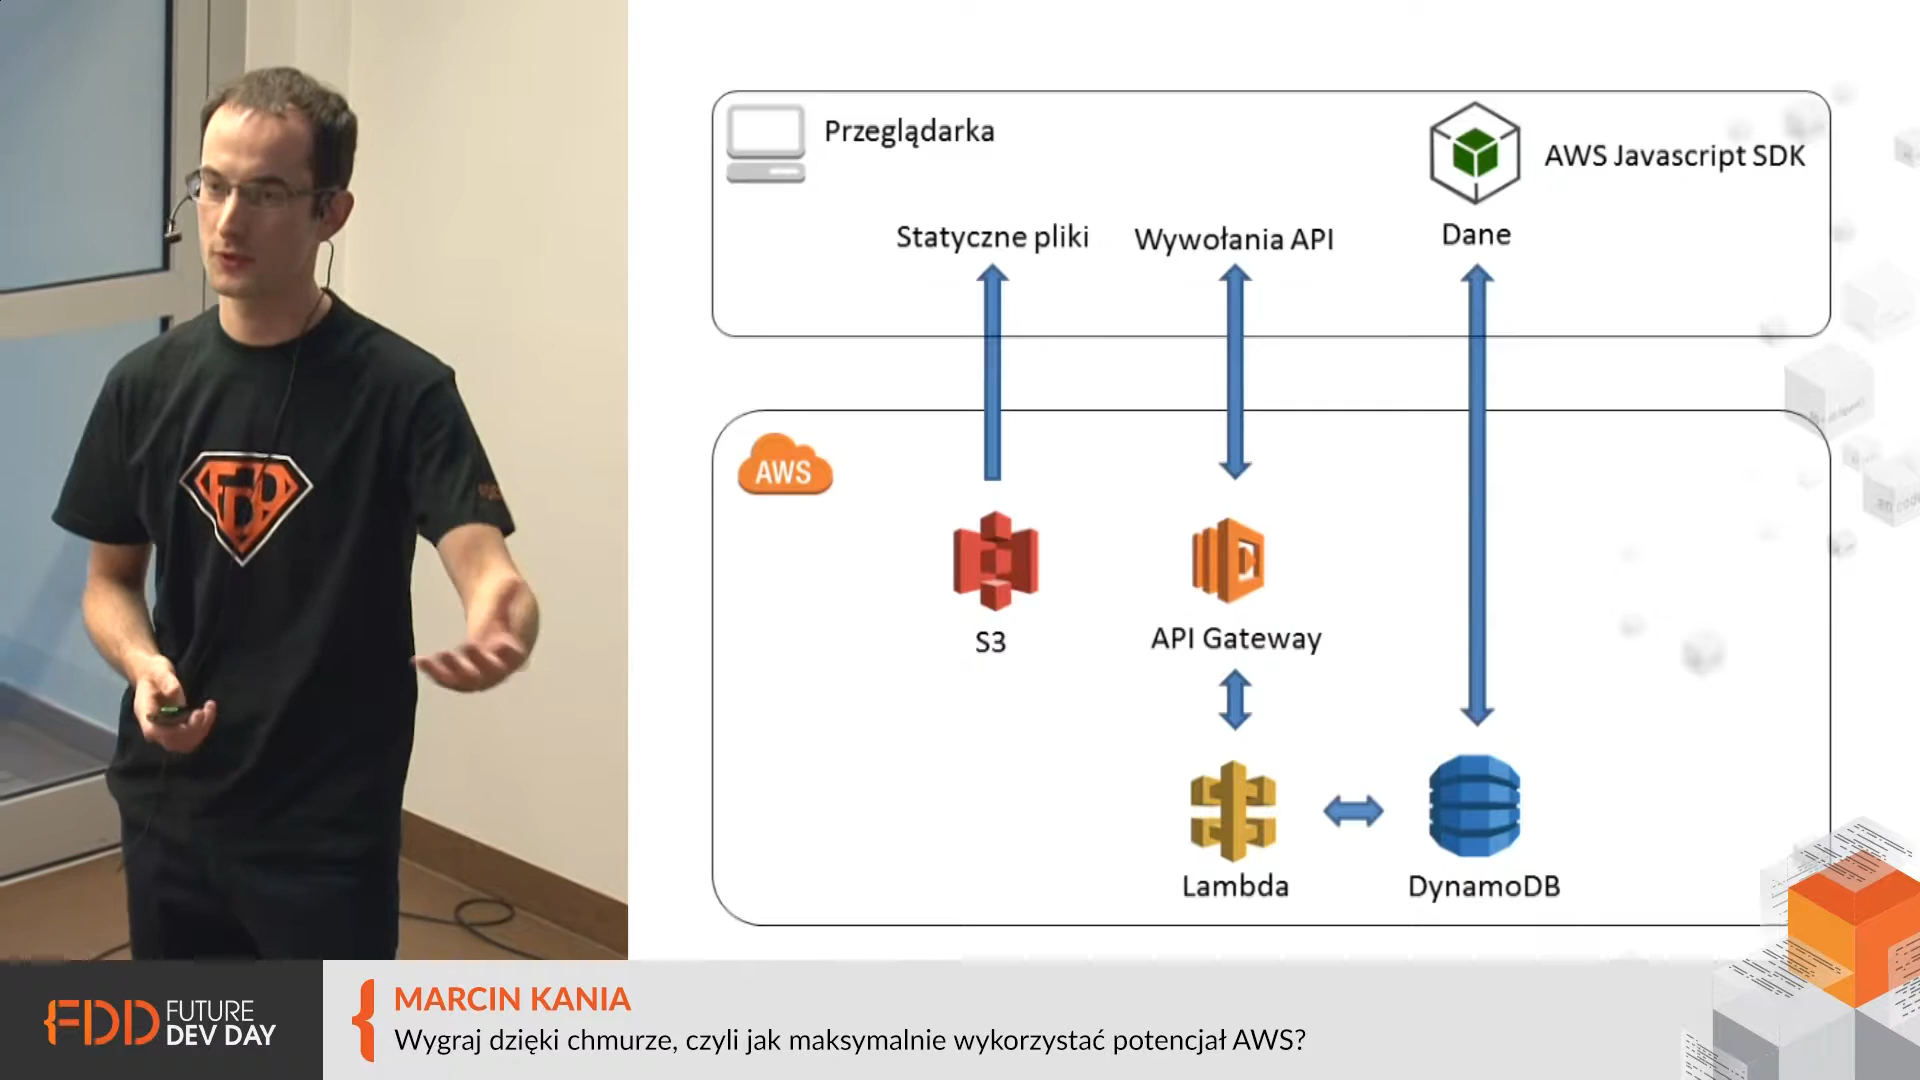 Przeglądarka
AWS Javascript SDK
Statyczne pliki
Wywołania API
Dane
AWS
S3
API Gateway
Lambda
DynamoDB
FDD
FDD FUTURE
DEV DAY
MARCIN KANIA
Wygraj dzięki chmurze, czyli jak maksymalnie wykorzystać potencjał AWS?